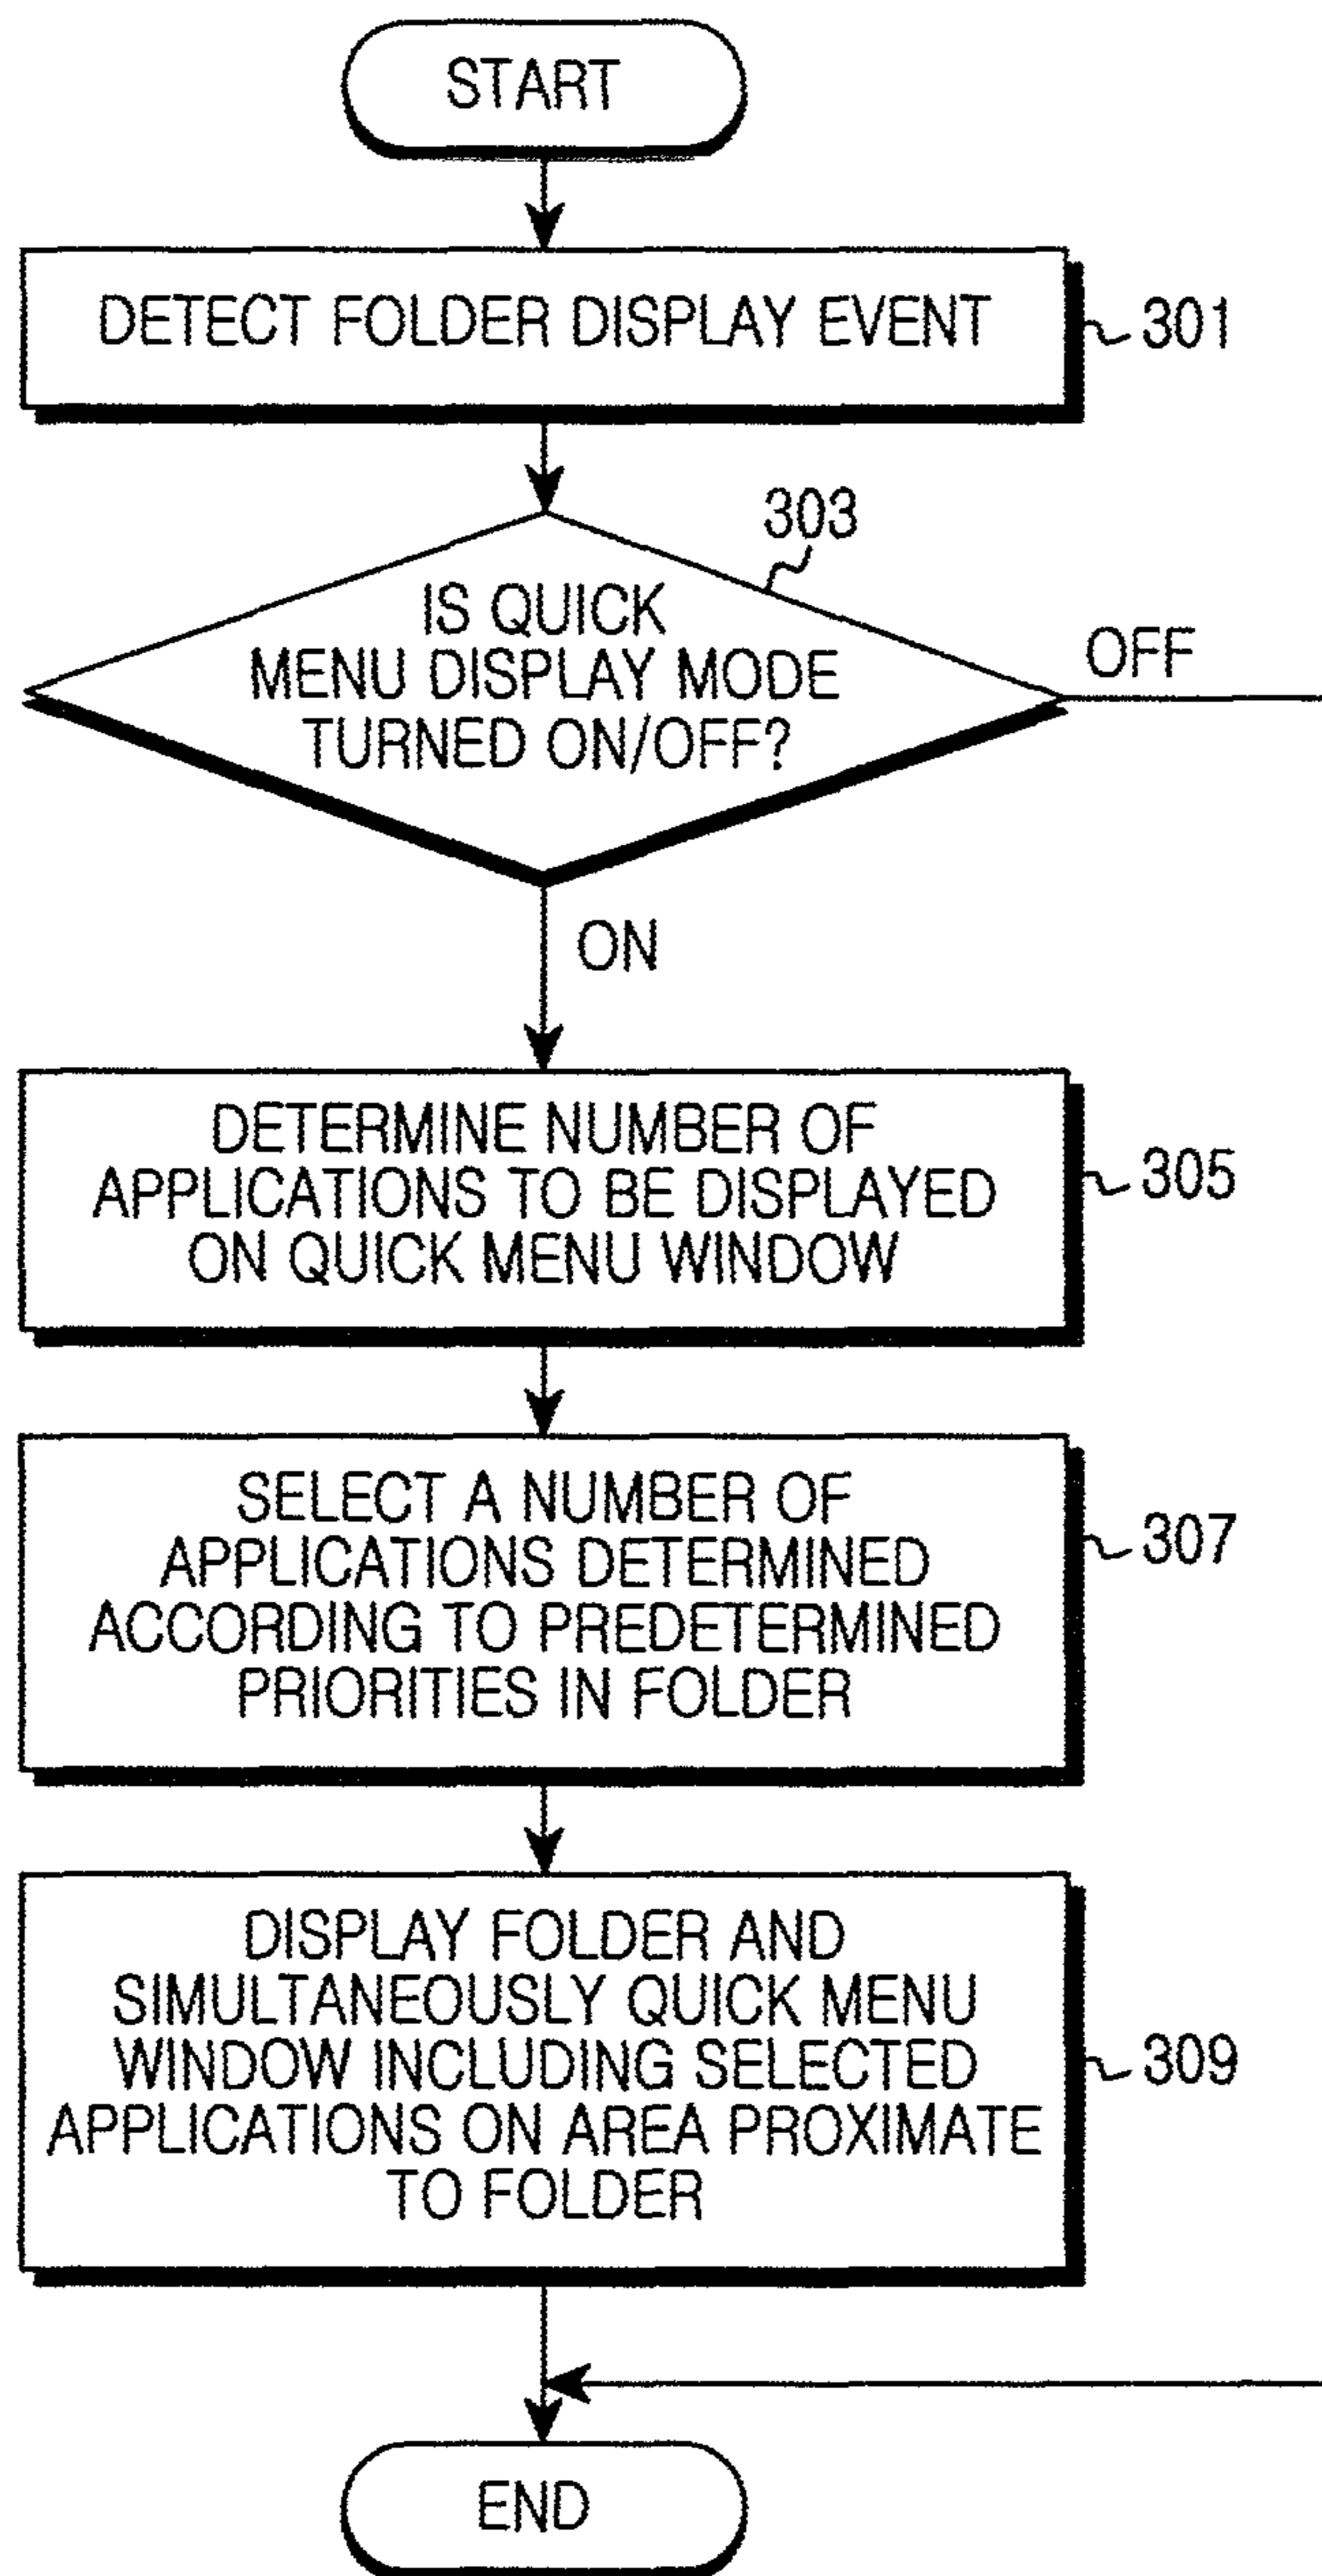 START
DETECT FOLDER DISPLAY EVENT
301
303
IS QUICK
MENU DISPLAY MODE
TURNED ON/OFF?
OFF
ON
DETERMINE NUMBER OF
APPLICATIONS TO BE DISPLAYED
ON QUICK MENU WINDOW
305
SELECT A NUMBER OF
APPLICATIONS DETERMINED
ACCORDING TO PREDETERMINED
PRIORITIES IN FOLDER
307
DISPLAY FOLDER AND
SIMULTANEOUSLY QUICK MENU
WINDOW INCLUDING SELECTED
APPLICATIONS ON AREA PROXIMATE
TO FOLDER
309
END